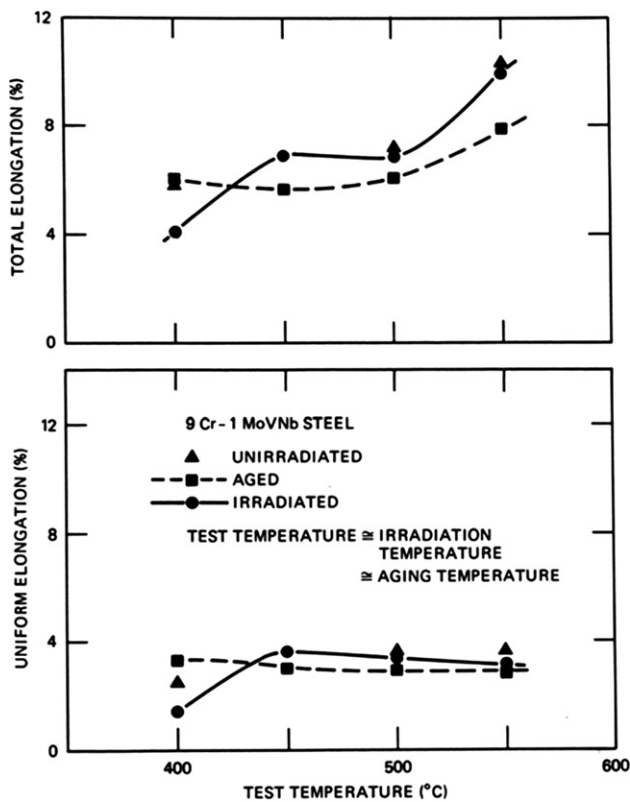 12
8
4
0
TOTAL ELONGATION (%)
9 Cr – 1 MoVNb STEEL
UNIRRADIATED
AGED
IRRADIATED
TEST TEMPERATURE ≅ IRRADIATION
TEMPERATURE
≅ AGING TEMPERATURE
12
8
4
0
UNIFORM ELONGATION (%)
400
500
600
TEST TEMPERATURE (°C)